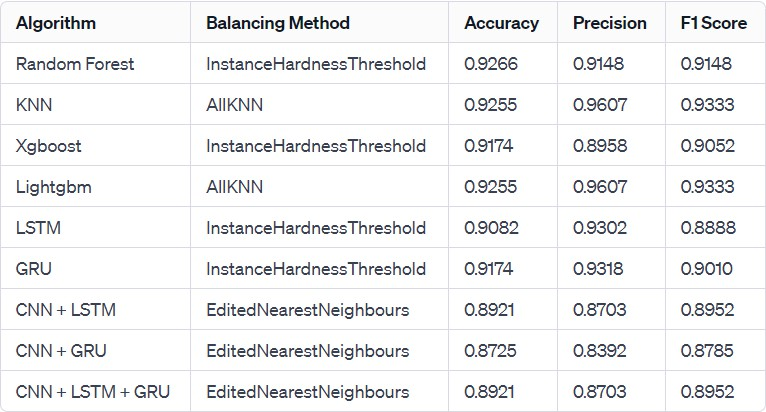 Algorithm Balancing Method Accuracy Precision F1 Score
Random Forest InstanceHardnessThreshold 0.9266 0.9148 0.9148
KNN AllKNN 0.9255 0.9607 0.9333
Xgboost InstanceHardnessThreshold 0.9174 0.8958 0.9052
Lightgbm AllKNN 0.9255 0.9607 0.9333
LSTM InstanceHardnessThreshold 0.9082 0.9302 0.8888
GRU InstanceHardnessThreshold 0.9174 0.9318 0.9010
CNN + LSTM EditedNearestNeighbours 0.8921 0.8703 0.8952
CNN + GRU EditedNearestNeighbours 0.8725 0.8392 0.8785
CNN + LSTM + GRU EditedNearestNeighbours 0.8921 0.8703 0.8952